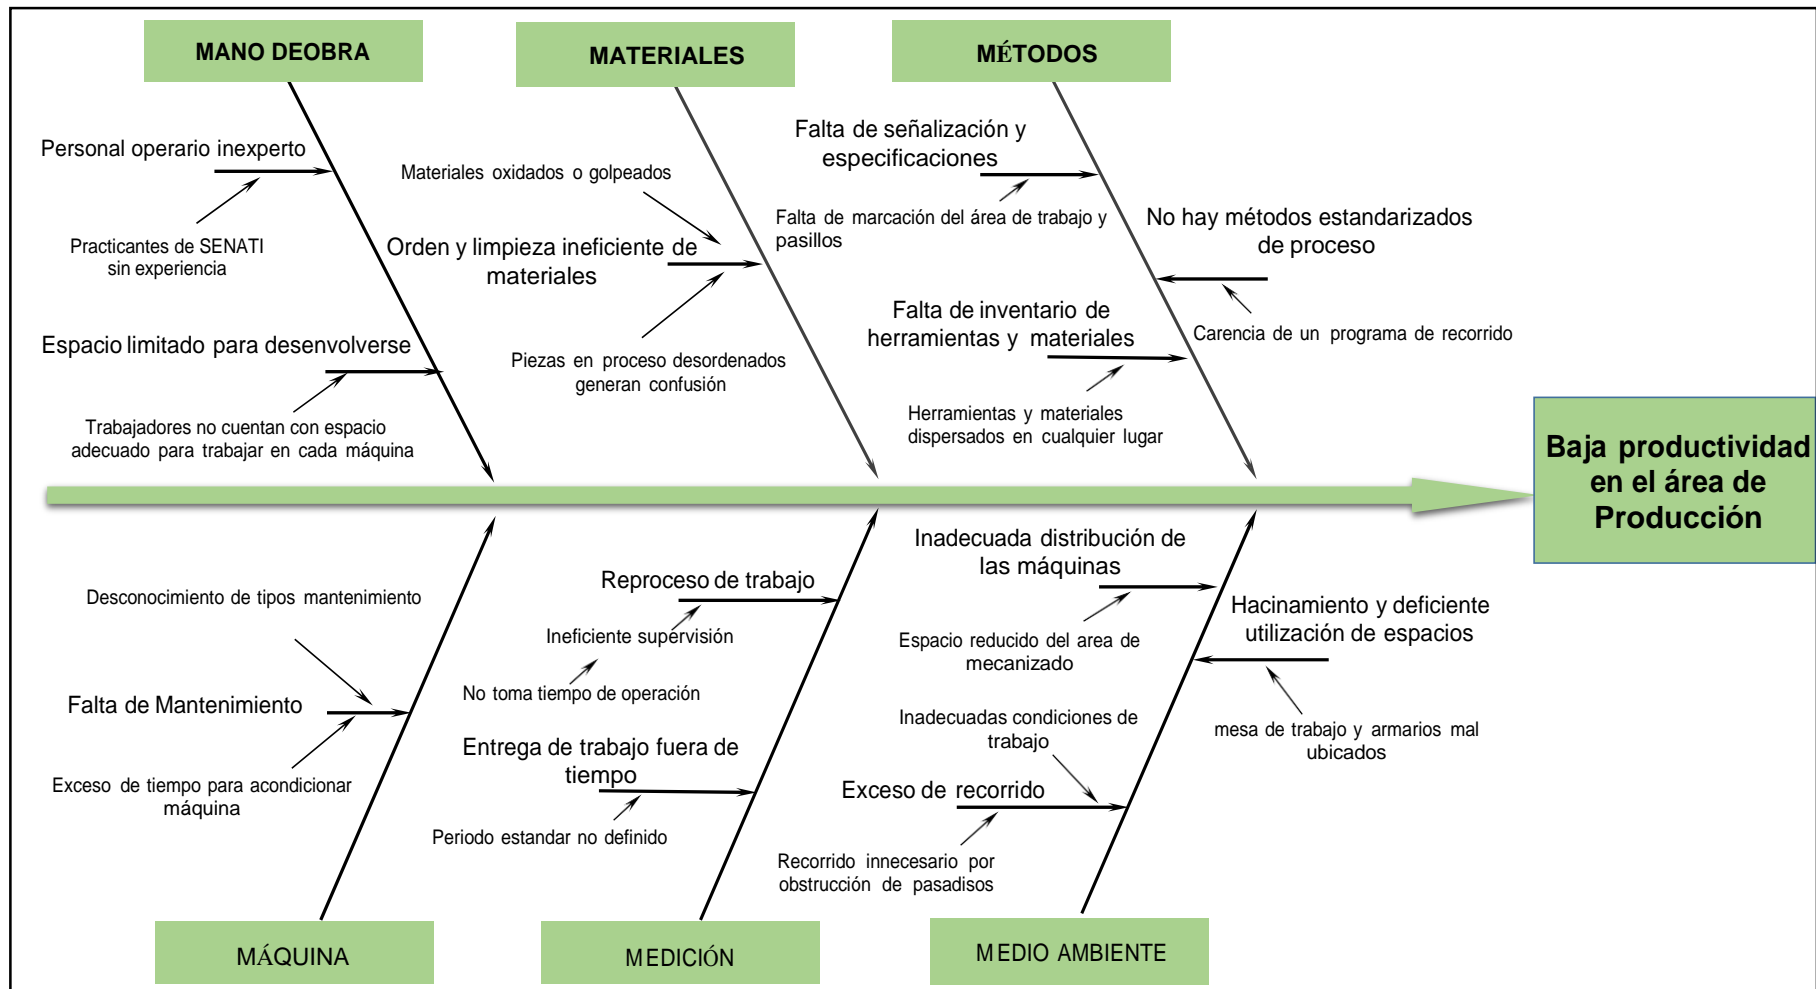 MANO DEOBRA
MATERIALES
MÉTODOS
Personal operario inexperto
Practicantes de SENATI
sin experiencia
Espacio limitado para desenvolverse
Trabajadores no cuentan con espacio
adecuado para trabajar en cada máquina
Materiales oxidados o golpeados
Orden y limpieza ineficiente de
materiales
Piezas en proceso desordenados
generan confusión
Falta de señalización y
especificaciones
Falta de marcación del área de trabajo y
pasillos
No hay métodos estandarizados
de proceso
Carencia de un programa de recorrido
Falta de inventario de
herramientas y materiales
Herramientas y materiales
dispersados en cualquier lugar
Baja productividad
en el área de
Producción
Desconocimiento de tipos mantenimiento
Falta de Mantenimiento
Exceso de tiempo para acondicionar
máquina
Reproceso de trabajo
Ineficiente supervisión
No toma tiempo de operación
Entrega de trabajo fuera de
tiempo
Periodo estandar no definido
Inadecuada distribución de
las máquinas
Espacio reducido del area de
mecanizado
Hacinamiento y deficiente
utilización de espacios
mesa de trabajo y armarios mal
ubicados
Inadecuadas condiciones de
trabajo
Exceso de recorrido
Recorrido innecesario por
obstrucción de pasadisos
MÁQUINA
MEDICIÓN
MEDIO AMBIENTE